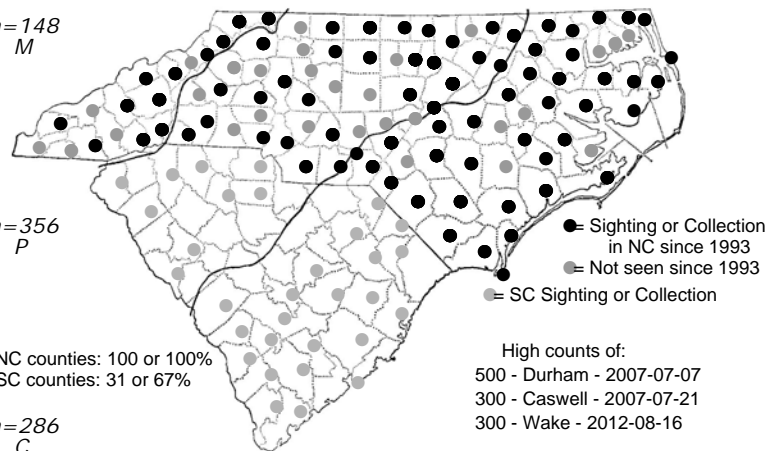 =148
M
=356
P
NC counties: 100 or 100%
SC counties: 31 or 67%
=286
C
= Sighting or Collection
in NC since 1993
= Not seen since 1993
= SC Sighting or Collection
High counts of:
500 - Durham - 2007-07-07
300 - Caswell - 2007-07-21
300 - Wake - 2012-08-16